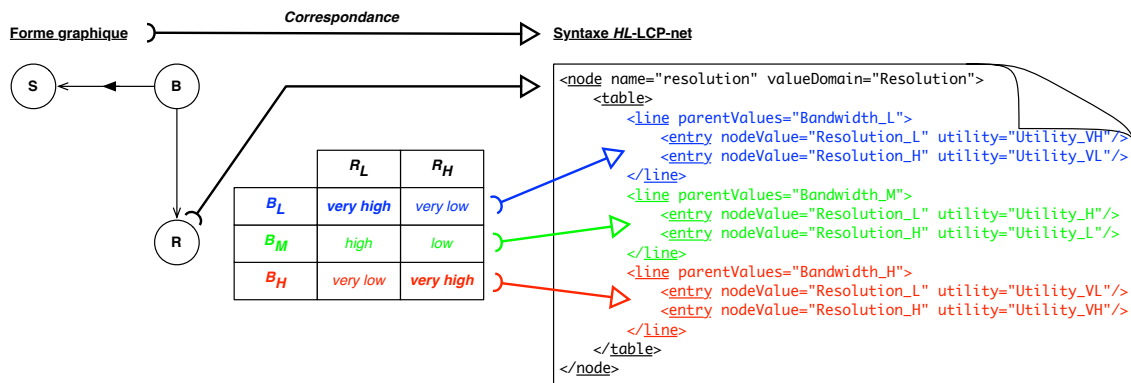 Correspondance
Forme graphique
Syntaxe HL-LCP-net
S
B
R
R_L R_H
B_L very high very low
B_M high low
B_H very low very high
<node name="resolution" valueDomain="Resolution">
<table>
<line parentValues="Bandwidth_L">
<entry nodeValue="Resolution_L" utility="Utility_VH"/>
<entry nodeValue="Resolution_H" utility="Utility_VL"/>
</line>
<line parentValues="Bandwidth_M">
<entry nodeValue="Resolution_L" utility="Utility_H"/>
<entry nodeValue="Resolution_H" utility="Utility_L"/>
</line>
<line parentValues="Bandwidth_H">
<entry nodeValue="Resolution_L" utility="Utility_VL"/>
<entry nodeValue="Resolution_H" utility="Utility_VH"/>
</line>
</table>
</node>